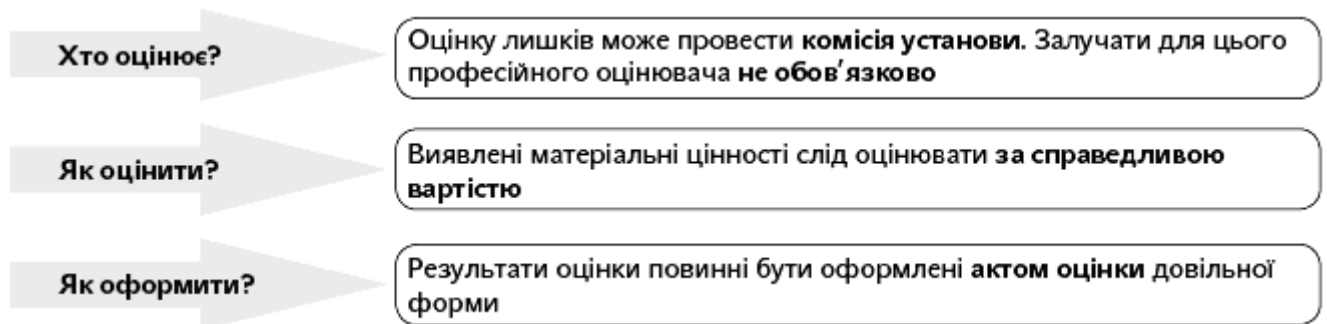 Хто оцінює?
Оцінку лишків може провести комісія установи. Залучати для цього
професійного оцінювача не обов’язково
Як оцінити?
Виявлені матеріальні цінності слід оцінювати за справедливою
вартістю
Як оформити?
Результати оцінки повинні бути оформлені актом оцінки довільної
форми